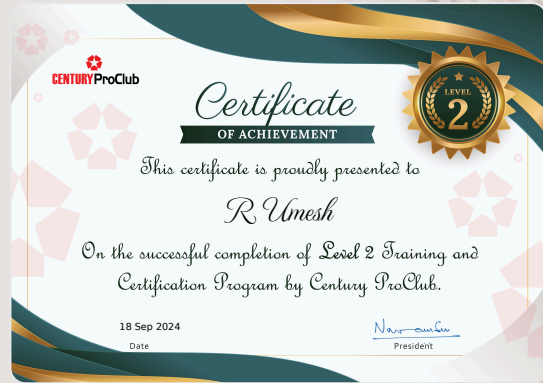 CENTURY ProClub
Certificate
OF ACHIEVEMENT
LEVEL
2
This certificate is proudly presented to
R Umesh
On the successful completion of Level 2 Training and
Certification Program by Century ProClub.
18 Sep 2024
Date
President